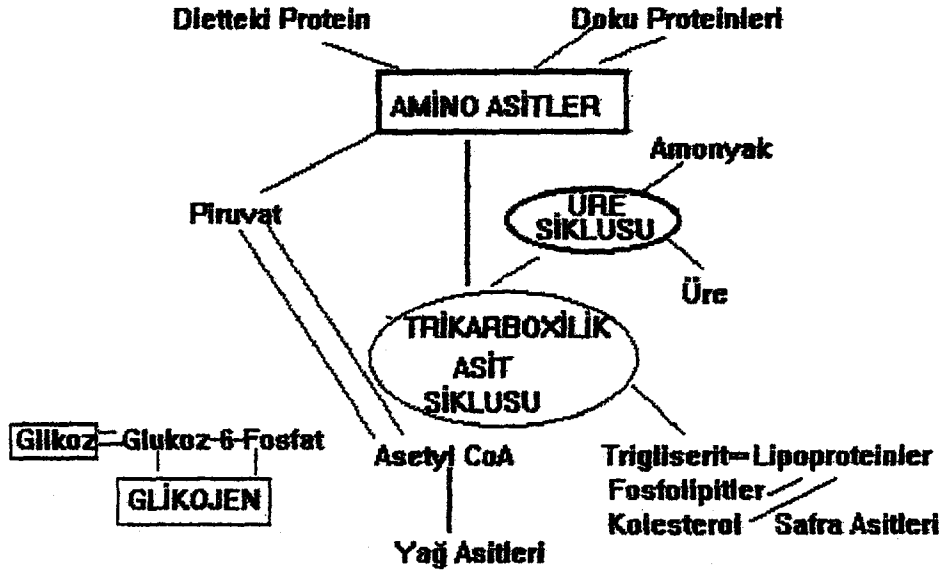 Dietteki Protein Doku Proteinleri
AMİNO ASİTLER
Amonyak
Piruvat
ÜRE
SİKLUSU
Üre
TRİKARBOXİLİK
ASİT
SİKLUSU
Glikoz Glukoz-6-Fosfat
Asetyl CoA
Trigliserit Lipoproteinler
GLİKOJEN
Fosfolipitler
Kolesterol Safra Asitleri
Yağ Asitleri